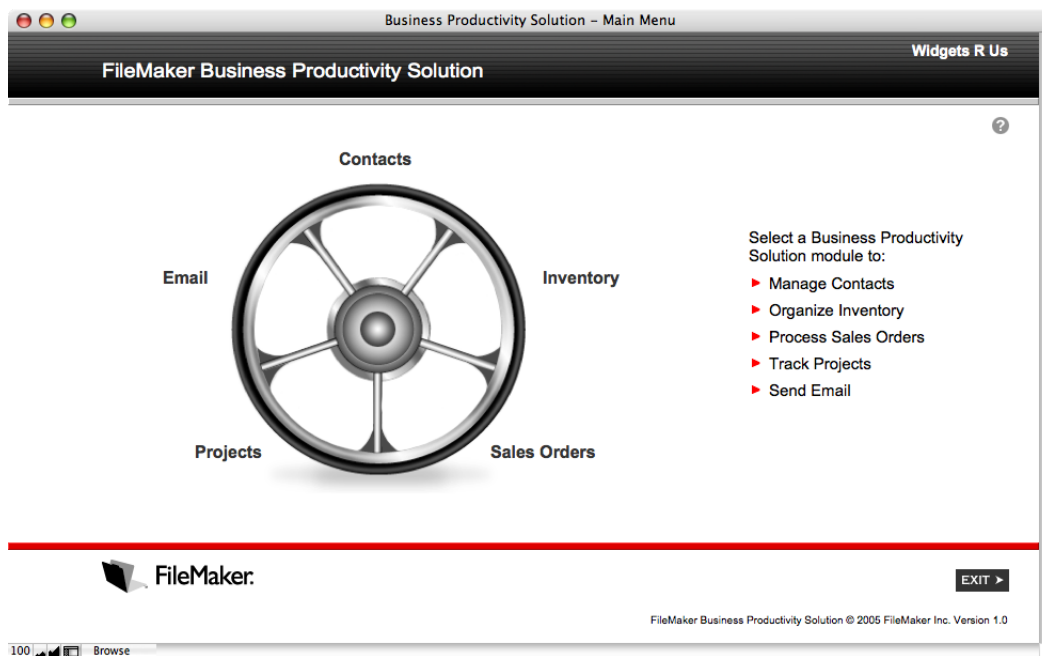 Business Productivity Solution – Main Menu
Widgets R Us
FileMaker Business Productivity Solution
?
Contacts
Email
Inventory
Projects
Sales Orders
Select a Business Productivity
Solution module to:
Manage Contacts
Organize Inventory
Process Sales Orders
Track Projects
Send Email
FileMaker.
EXIT
FileMaker Business Productivity Solution © 2005 FileMaker Inc. Version 1.0
100 Browse